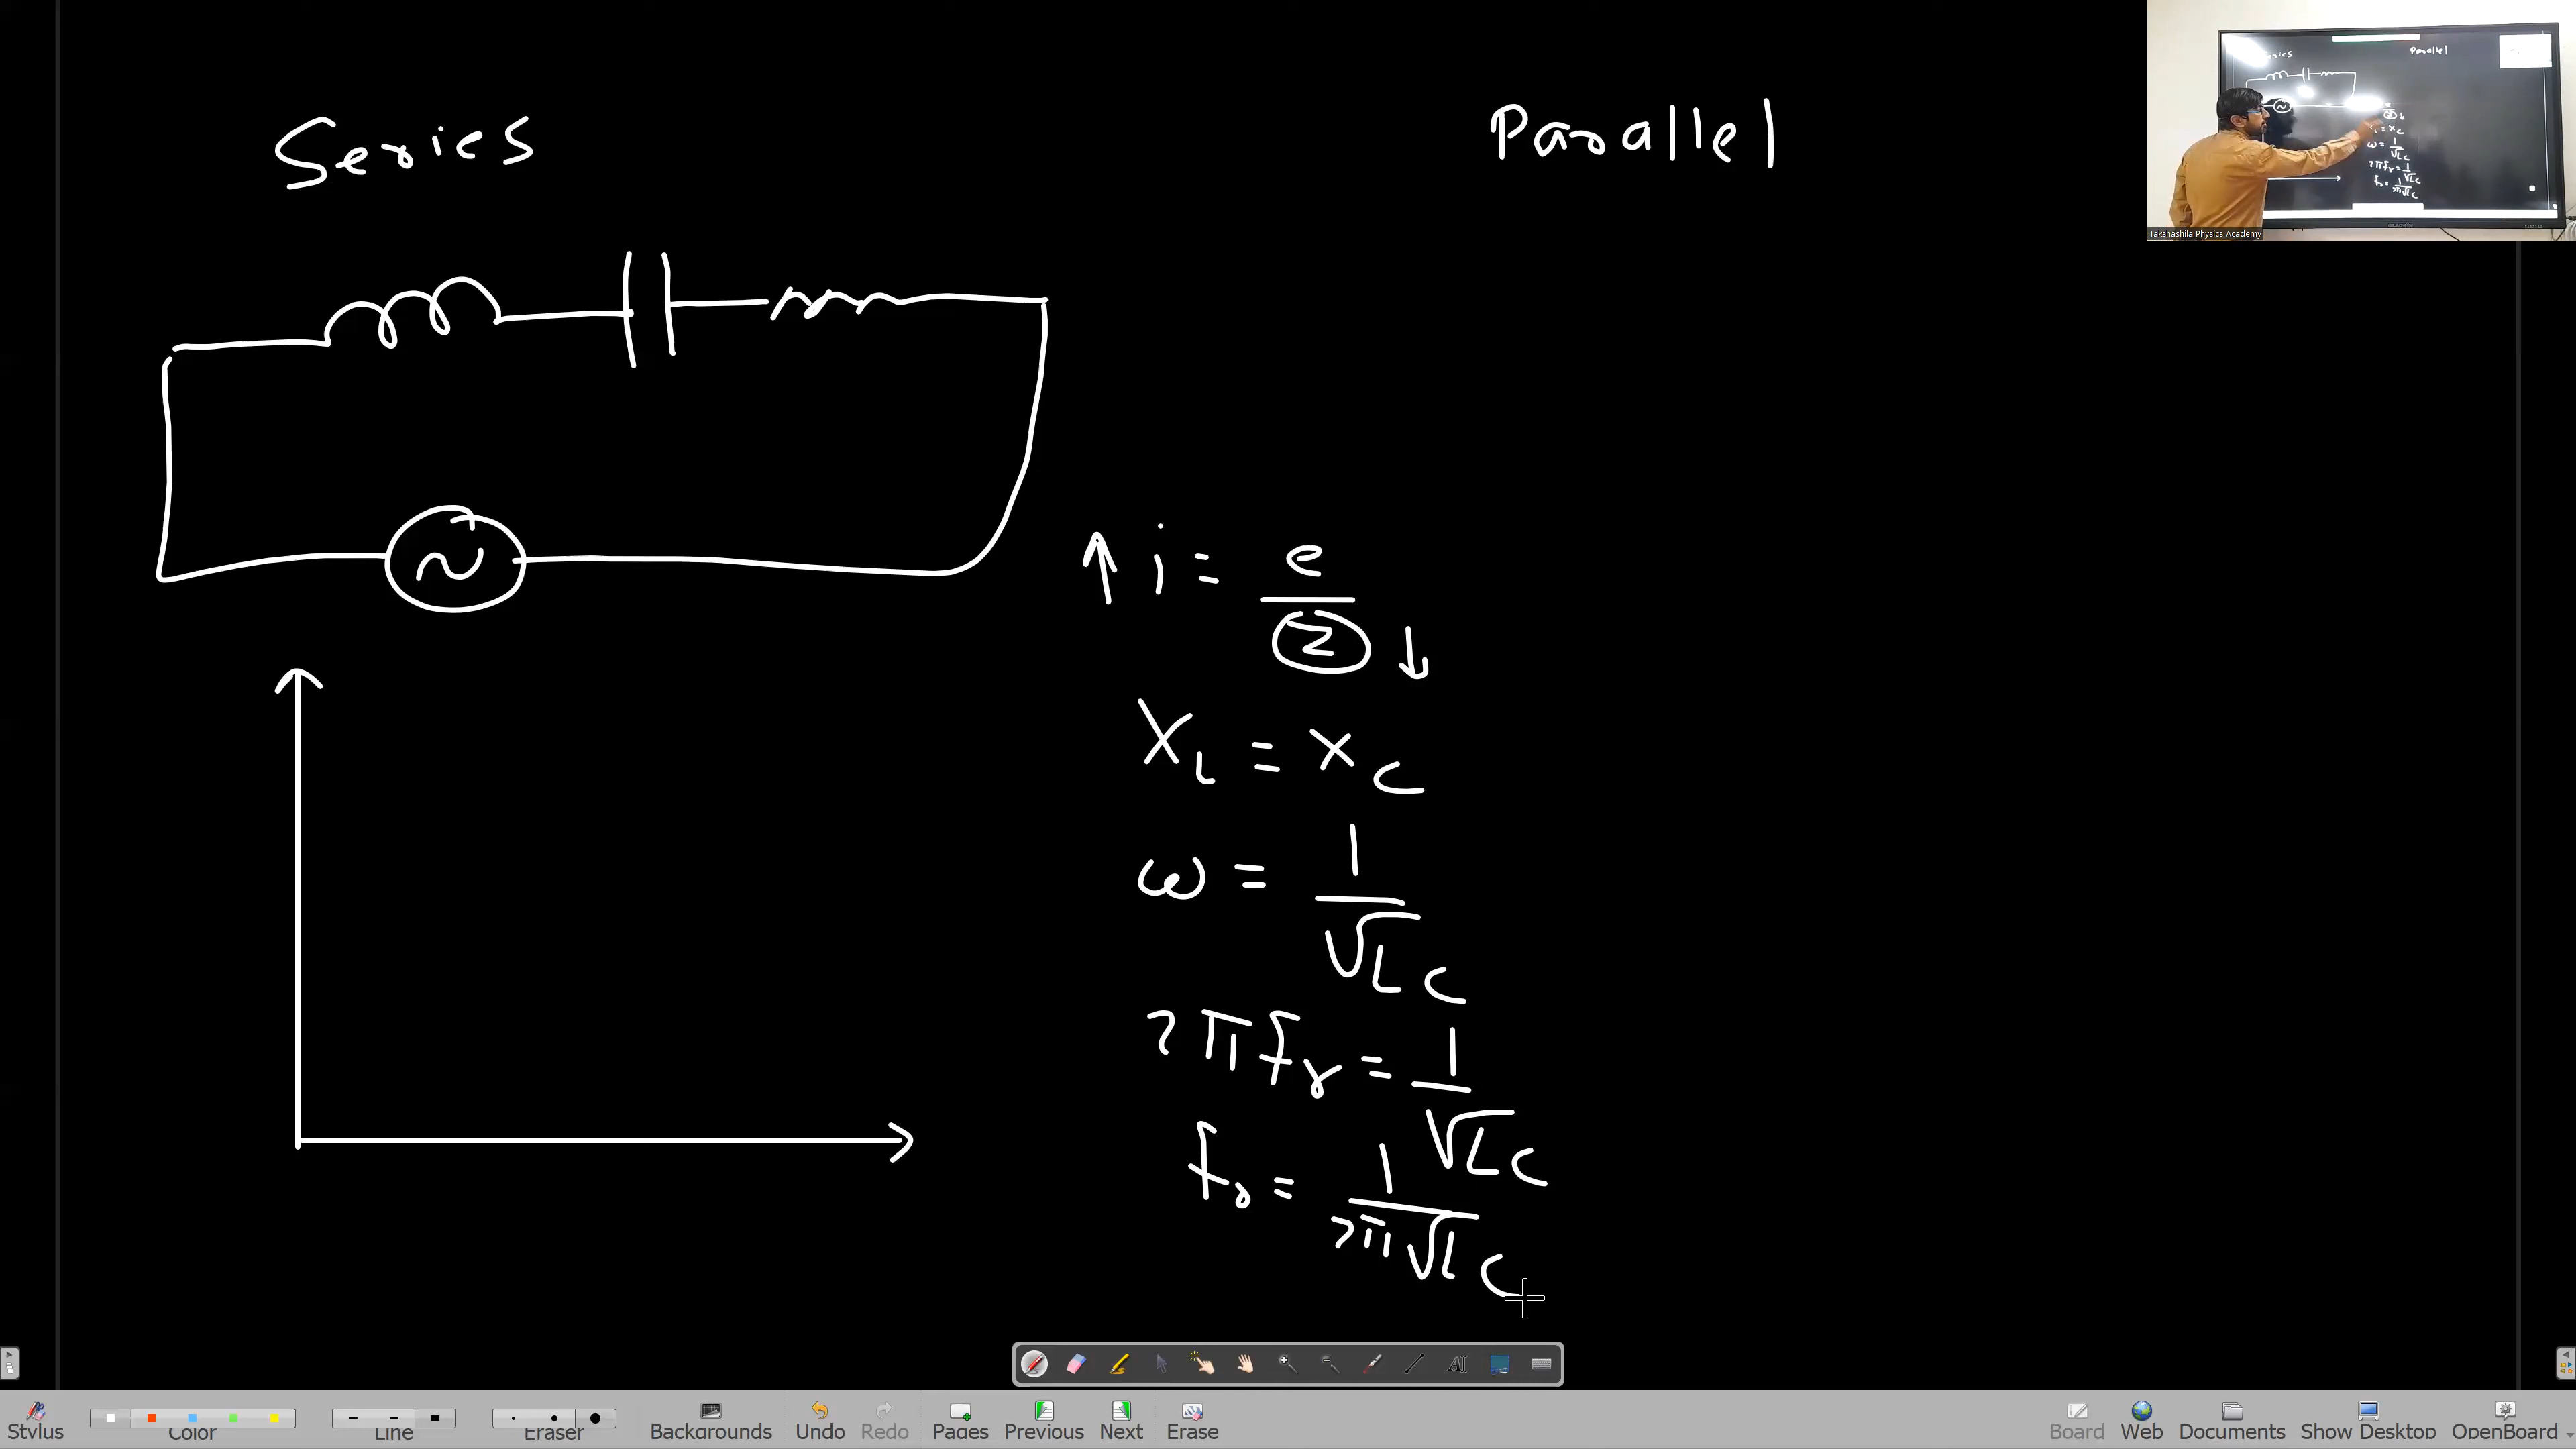 Series
Parallel
Takshashila Physics Academy
i = e / z
X_L = X_C
ω = 1 / √LC
2πf_r = 1 / √LC
f_r = 1 / 2π√LC
Stylus Color Line Eraser Backgrounds Undo Redo Pages Previous Next Erase Board Web Documents Show Desktop OpenBoard